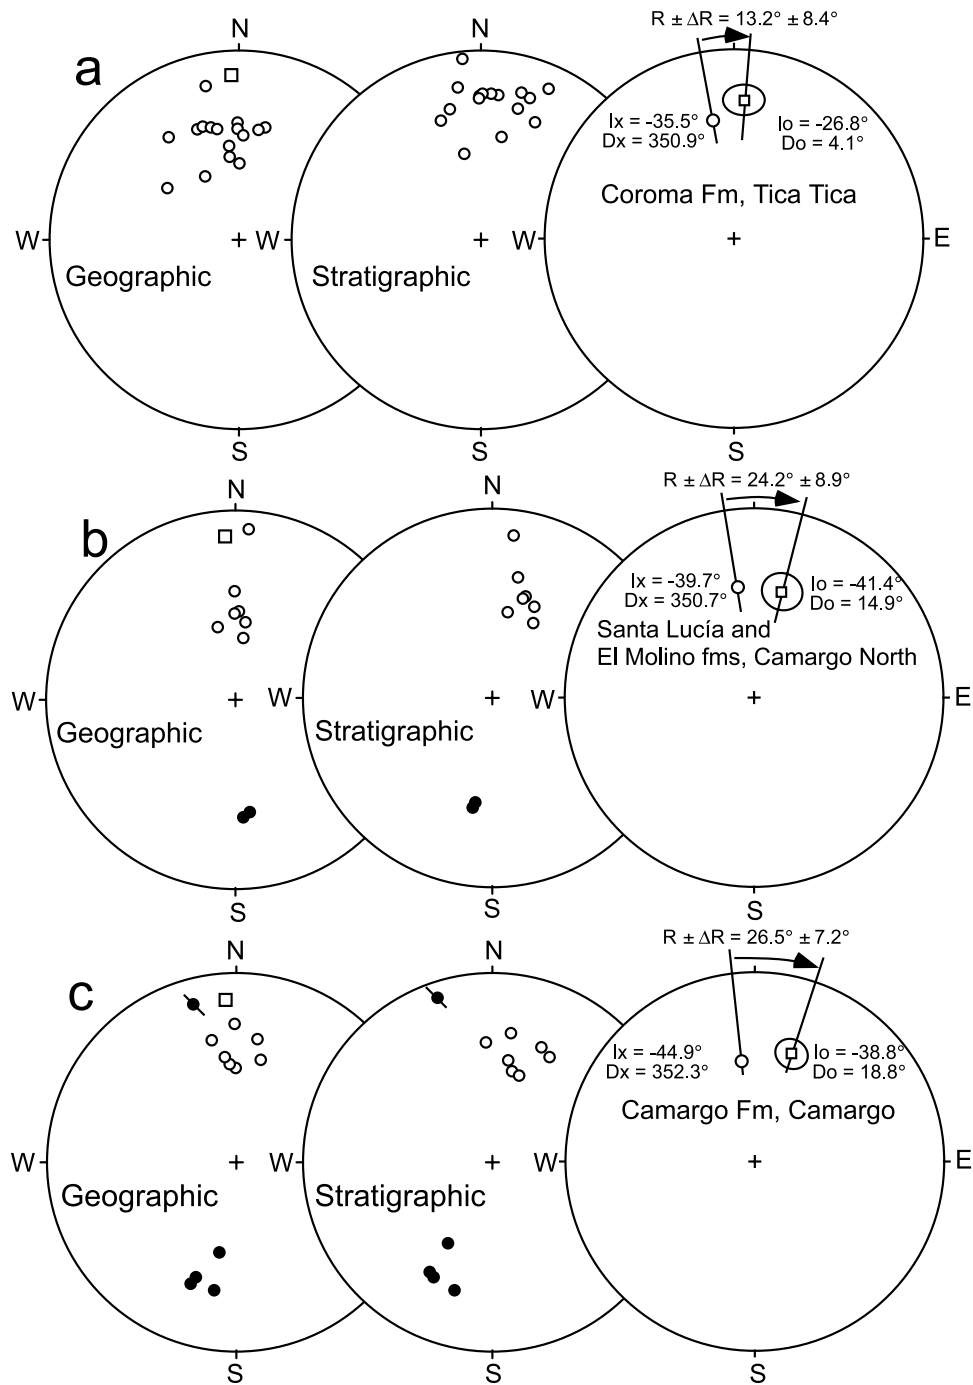 a
N
N
R ± ΔR = 13.2° ± 8.4°
Ix = -35.5°
Dx = 350.9°
Io = -26.8°
Do = 4.1°
Coroma Fm, Tica Tica
W
W
W
E
Geographic
Stratigraphic
S
S
S
b
N
N
R ± ΔR = 24.2° ± 8.9°
Ix = -39.7°
Dx = 350.7°
Io = -41.4°
Do = 14.9°
Santa Lucía and
El Molino fms, Camargo North
W
W
W
E
Geographic
Stratigraphic
S
S
S
c
N
N
R ± ΔR = 26.5° ± 7.2°
Ix = -44.9°
Dx = 352.3°
Io = -38.8°
Do = 18.8°
Camargo Fm, Camargo
W
W
W
E
Geographic
Stratigraphic
S
S
S